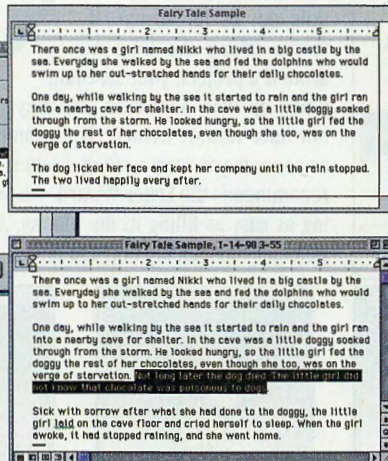 Fairy Tale Sample
There once was a girl named Nikki who lived in a big castle by the
sea. Everyday she walked by the sea and fed the dolphins who would
swim up to her out-stretched hands for their daily chocolates.
One day, while walking by the sea it started to rain and the girl ran
into a nearby cave for shelter. In the cave was a little doggy soaked
through from the storm. He looked hungry, so the little girl fed the
doggy the rest of her chocolates, even though she too, was on the
verge of starvation.
The dog licked her face and kept her company until the rain stopped.
The two lived happily every after.
Fairy Tale Sample, 1-14-98 3-55
There once was a girl named Nikki who lived in a big castle by the
sea. Everyday she walked by the sea and fed the dolphins who would
swim up to her out-stretched hands for their daily chocolates.
One day, while walking by the sea it started to rain and the girl ran
into a nearby cave for shelter. In the cave was a little doggy soaked
through from the storm. He looked hungry, so the little girl fed the
doggy the rest of her chocolates, even though she too, was on the
verge of starvation. Not long later the dog died. The little girl did
not know that chocolate was poisonous to dogs.
Sick with sorrow after what she had done to the doggy, the little
girl laid on the cave floor and cried herself to sleep. When the girl
awoke, it had stopped raining, and she went home.